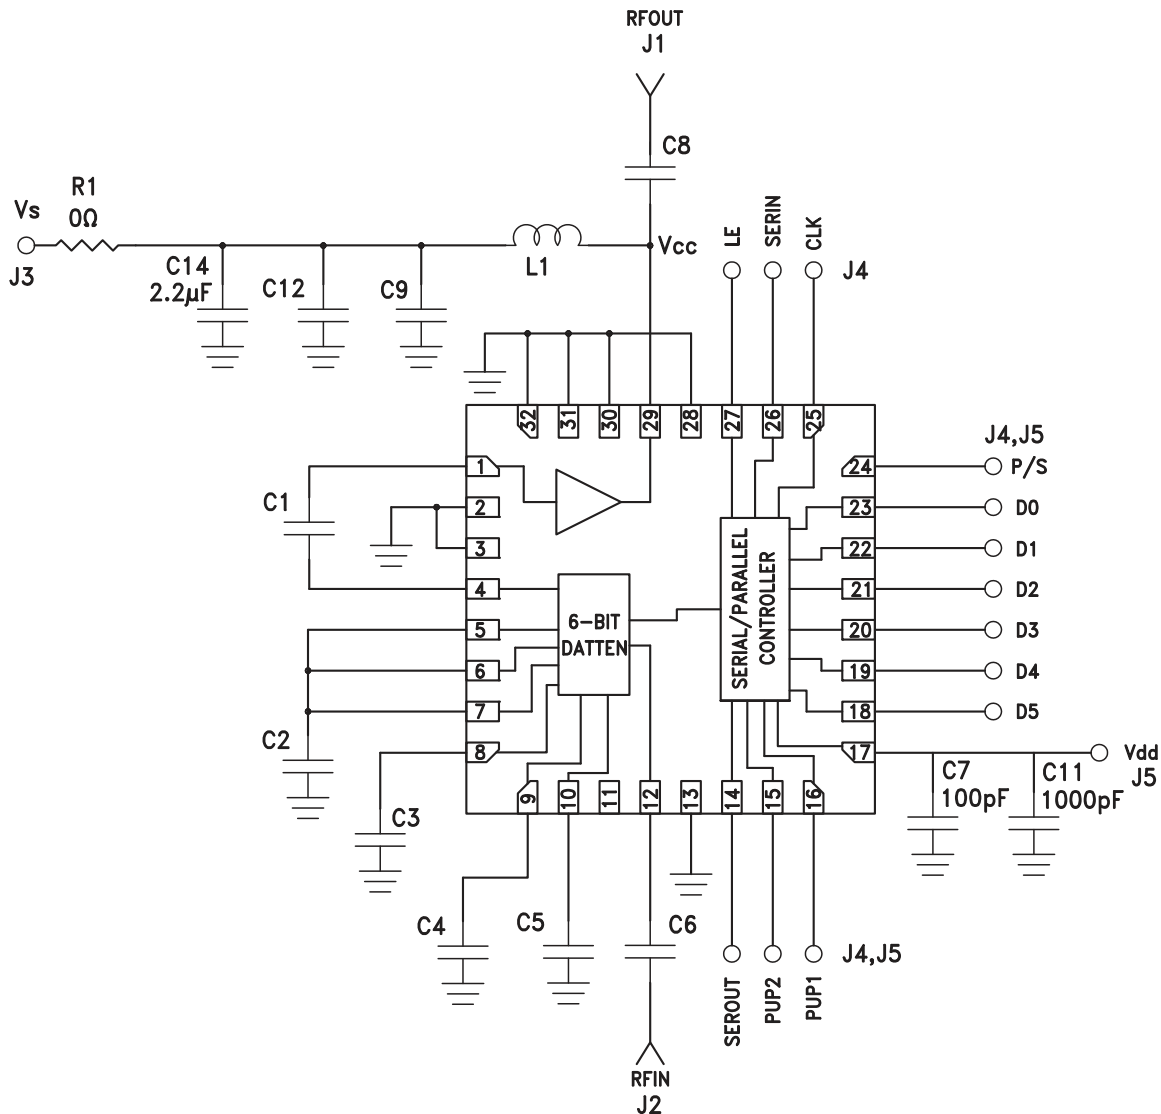 RFOUT
J1
C8
R1
0Ω
Vs
J3
C14
2.2µF
C12
C9
L1
Vcc
LE
SERIN
CLK
J4
32
31
30
29
28
27
26
25
J4,J5
1
24
P/S
C1
2
23
D0
3
22
D1
4
21
D2
6-BIT
DATTEN
SERIAL/PARALLEL
CONTROLLER
5
20
D3
6
19
D4
7
18
D5
C2
8
17
Vdd
J5
C7
100pF
C11
1000pF
9
10
11
12
13
14
15
16
C3
C4
C5
C6
J4,J5
SEROUT
PUP2
PUP1
RFIN
J2